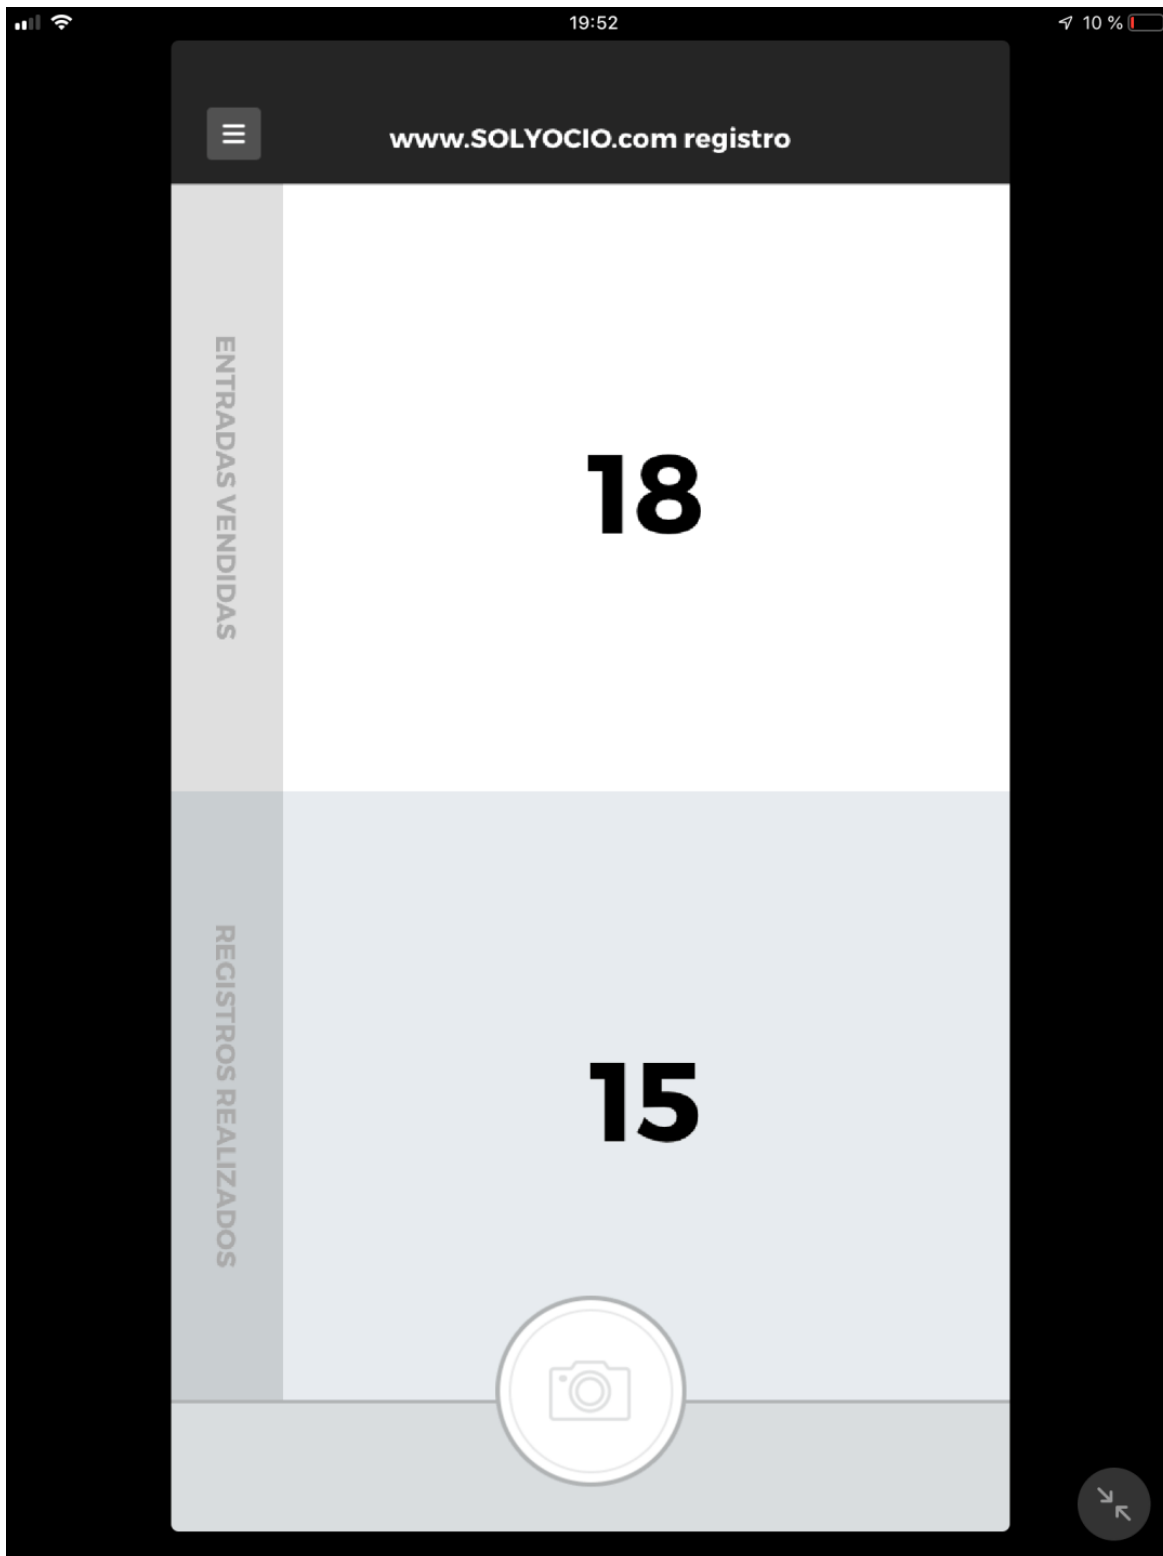 19:52
10 %
www.SOLYOCIO.com registro
ENTRADAS VENDIDAS
18
REGISTROS REALIZADOS
15